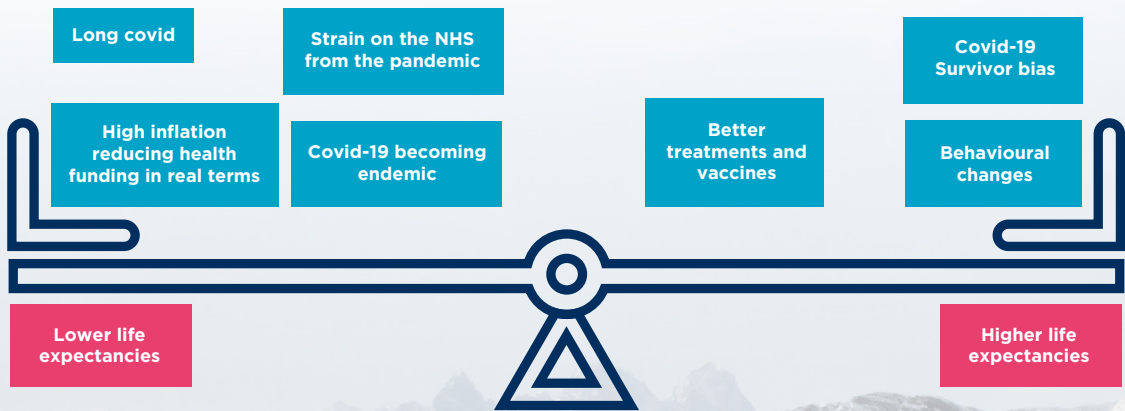 Long covid
Strain on the NHS
from the pandemic
Covid-19
Survivor bias
High inflation
reducing health
funding in real terms
Covid-19 becoming
endemic
Better
treatments and
vaccines
Behavioural
changes
Lower life
expectancies
Higher life
expectancies